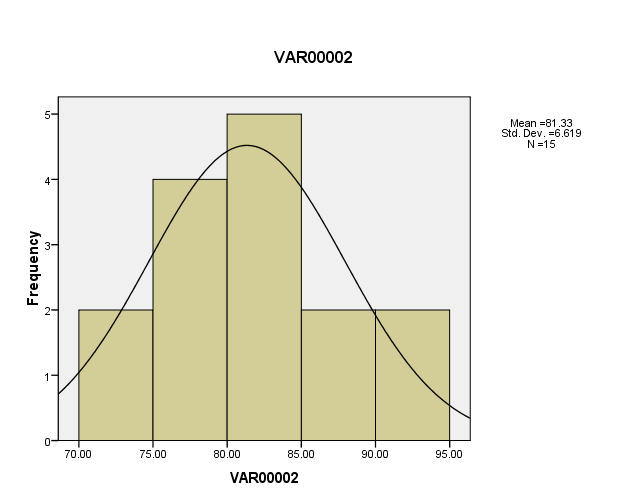 VAR00002
Mean =81.33
Std. Dev. =6.619
N =15
5
4
3
2
1
0
Frequency
70.00 75.00 80.00 85.00 90.00 95.00
VAR00002